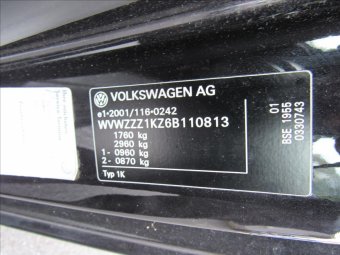 VOLKSWAGEN AG
e1*2001/116*0242
WVWZZZ1KZ6B110813
1760 kg
2960 kg
1- 0960 kg
2- 0870 kg
Typ 1K
01
BSE 1955
0330743